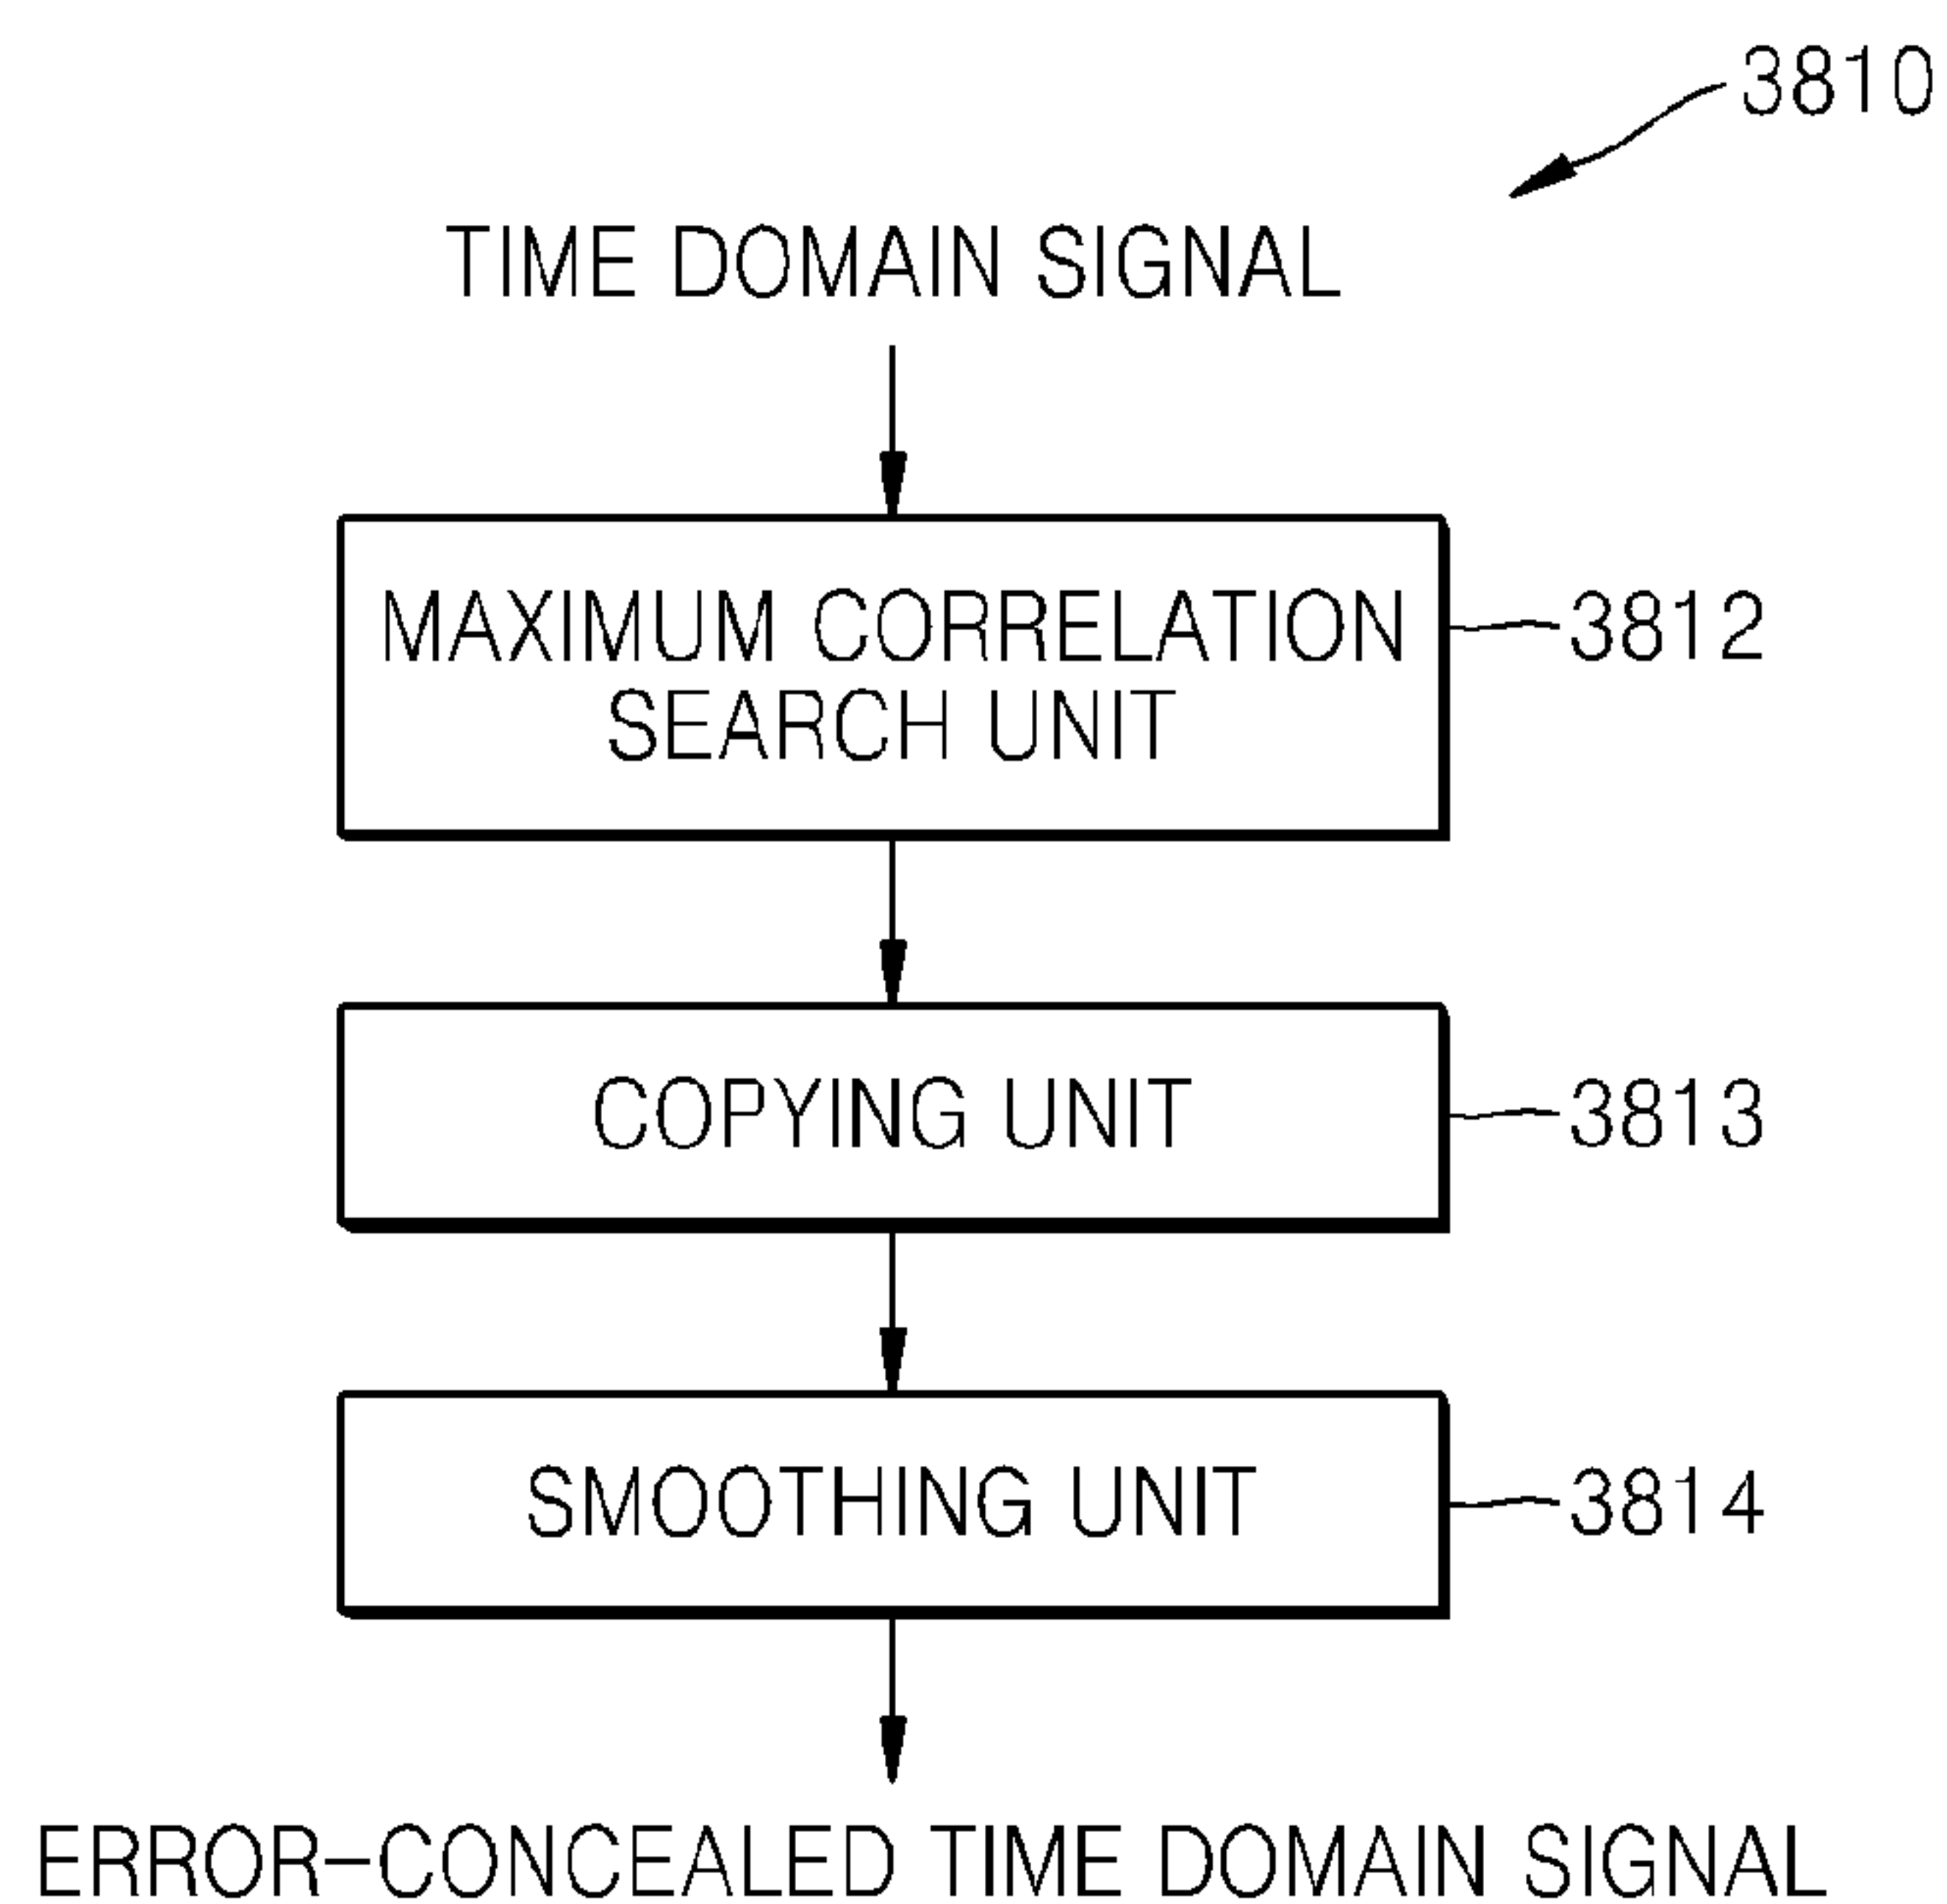 3810
TIME DOMAIN SIGNAL
MAXIMUM CORRELATION
SEARCH UNIT
3812
COPYING UNIT
3813
SMOOTHING UNIT
3814
ERROR-CONCEALED TIME DOMAIN SIGNAL